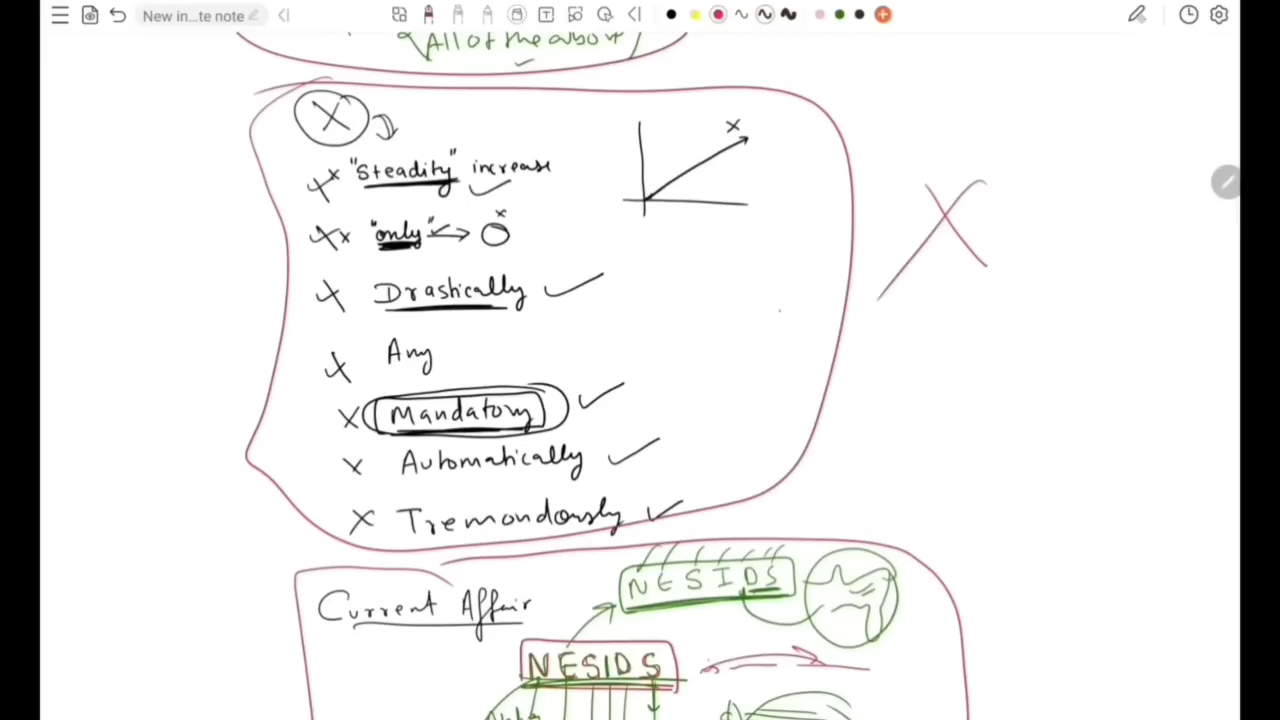 New in...te note
All of the above
X
x "Steadity" increase
x
x "only" x
Drastically
Any
Mandatory
Automatically
Tremondously
NESIDS
Current Affair
NESIDS